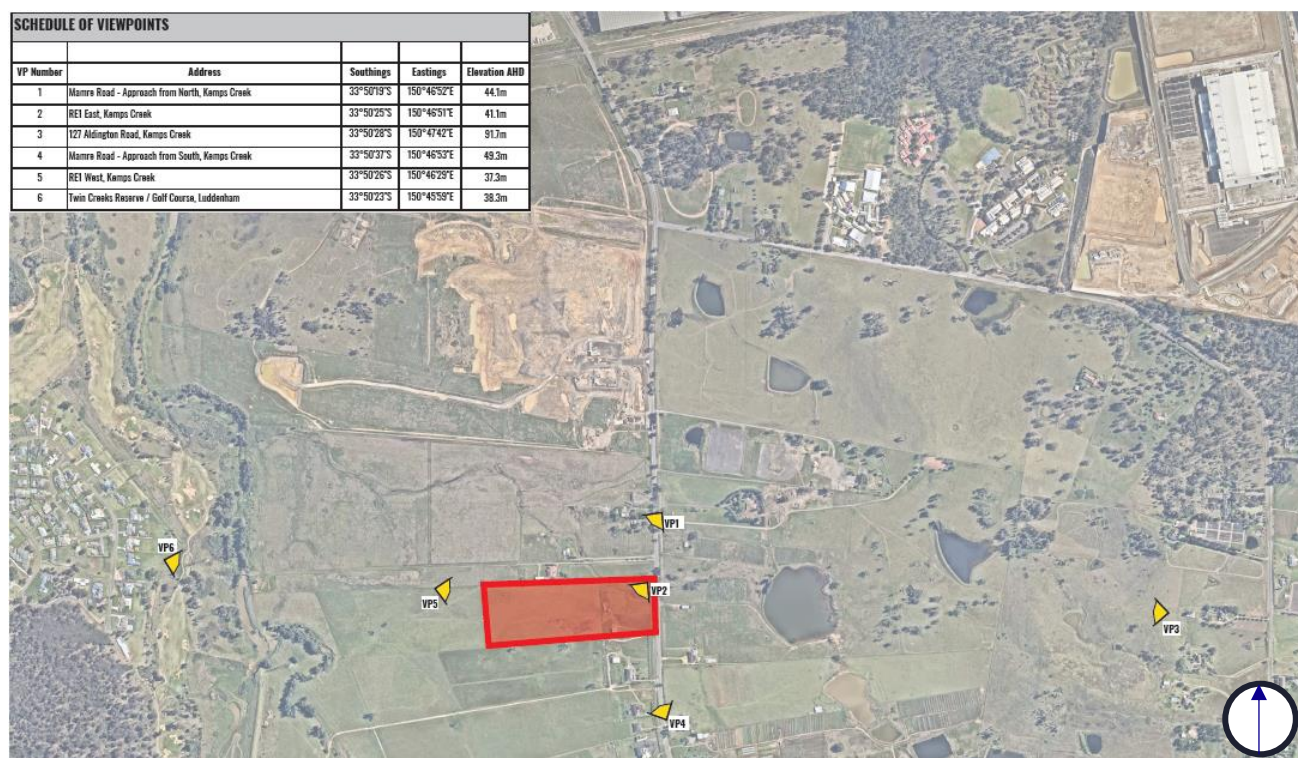 SCHEDULE OF VIEWPOINTS
VP Number Address Southings Eastings Elevation AHD
1 Mamre Road - Approach from North, Kemps Creek 33°50'19"S 150°46'52"E 44.1m
2 RE1 East, Kemps Creek 33°50'25"S 150°46'51"E 41.1m
3 127 Aldington Road, Kemps Creek 33°50'28"S 150°47'42"E 91.7m
4 Mamre Road - Approach from South, Kemps Creek 33°50'37"S 150°46'53"E 49.3m
5 RE1 West, Kemps Creek 33°50'26"S 150°46'29"E 37.3m
6 Twin Creeks Reserve / Golf Course, Luddenham 33°50'23"S 150°45'59"E 38.3m
VP1
VP6
VP2
VP5
VP3
VP4